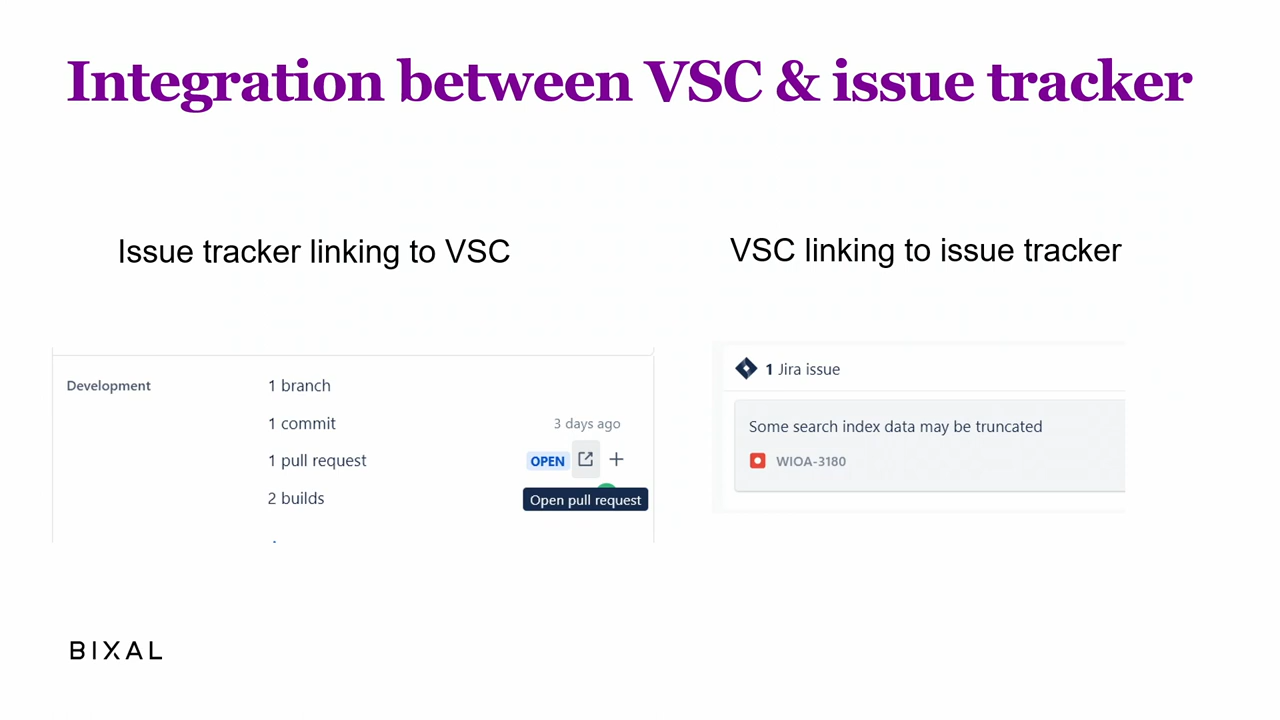 Integration between VSC & issue tracker
Issue tracker linking to VSC
VSC linking to issue tracker
Development
1 branch
1 commit
3 days ago
1 pull request
OPEN
2 builds
Open pull request
1 Jira issue
Some search index data may be truncated
WIOA-3180
BIXAL